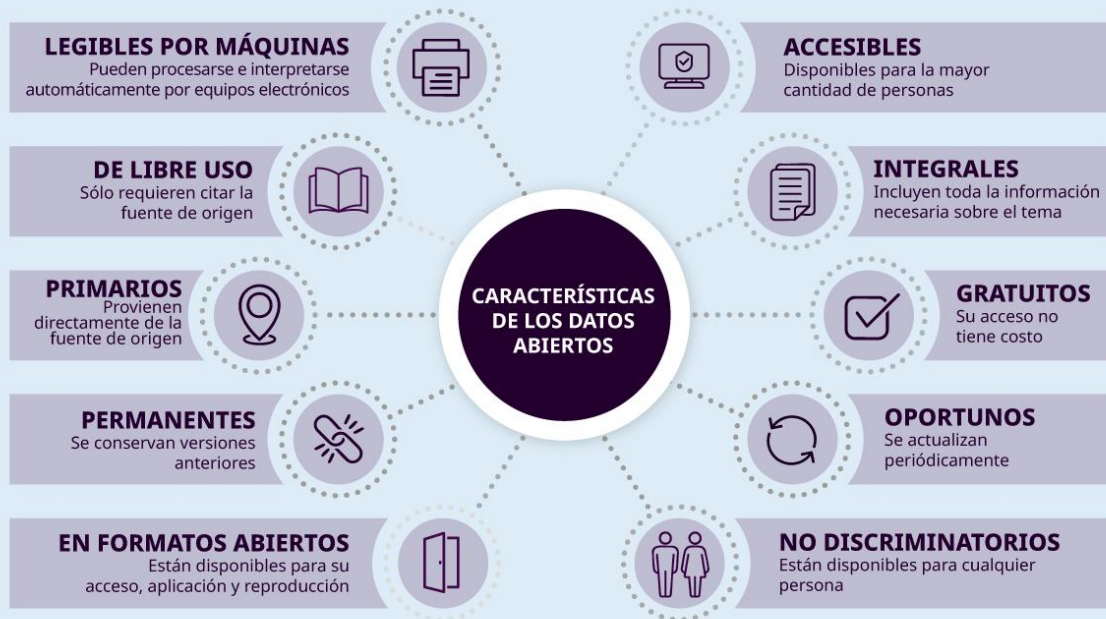 LEGIBLES POR MÁQUINAS
Pueden procesarse e interpretarse
automáticamente por equipos electrónicos
ACCESIBLES
Disponibles para la mayor
cantidad de personas
DE LIBRE USO
Sólo requieren citar la
fuente de origen
INTEGRALES
Incluyen toda la información
necesaria sobre el tema
PRIMARIOS
Provienen
directamente de la
fuente de origen
CARACTERÍSTICAS
DE LOS DATOS
ABIERTOS
GRATUITOS
Su acceso no
tiene costo
PERMANENTES
Se conservan versiones
anteriores
OPORTUNOS
Se actualizan
periódicamente
EN FORMATOS ABIERTOS
Están disponibles para su
acceso, aplicación y reproducción
NO DISCRIMINATORIOS
Están disponibles para cualquier
persona